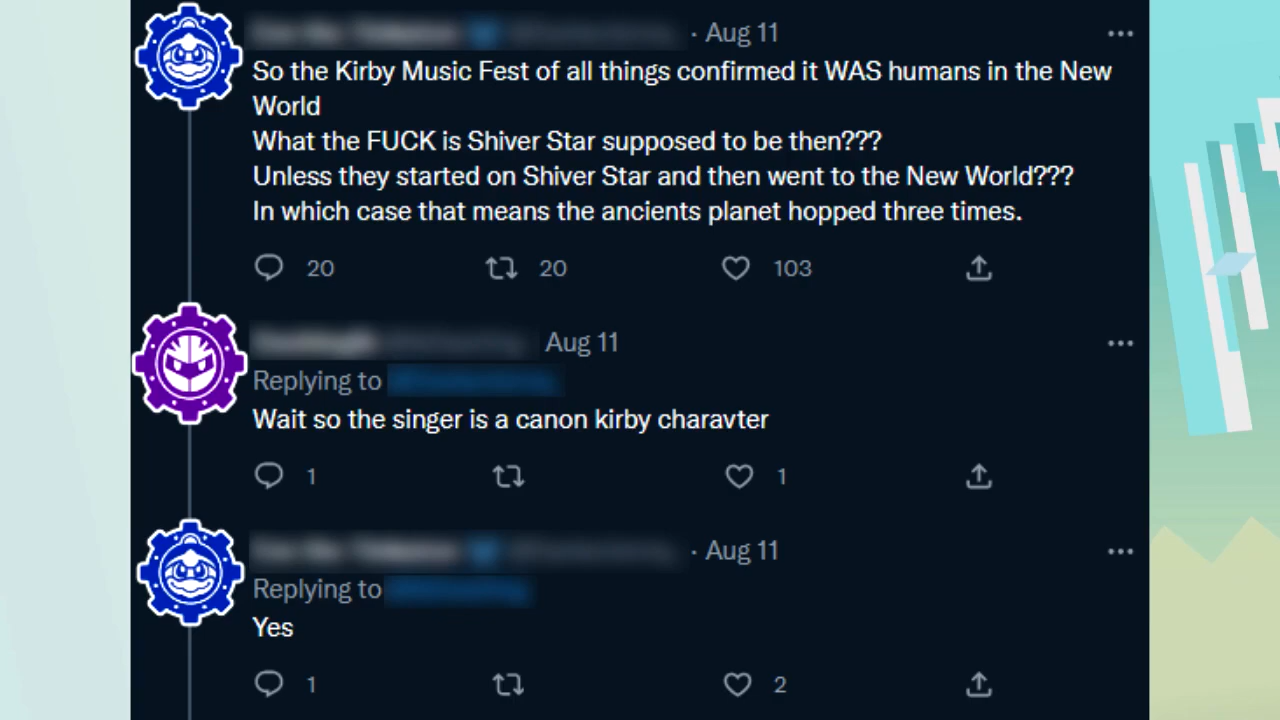 · Aug 11
So the Kirby Music Fest of all things confirmed it WAS humans in the New
World
What the FUCK is Shiver Star supposed to be then???
Unless they started on Shiver Star and then went to the New World???
In which case that means the ancients planet hopped three times.
20 20 103
Aug 11
Replying to
Wait so the singer is a canon kirby charavter
1 1
· Aug 11
Replying to
Yes
1 2